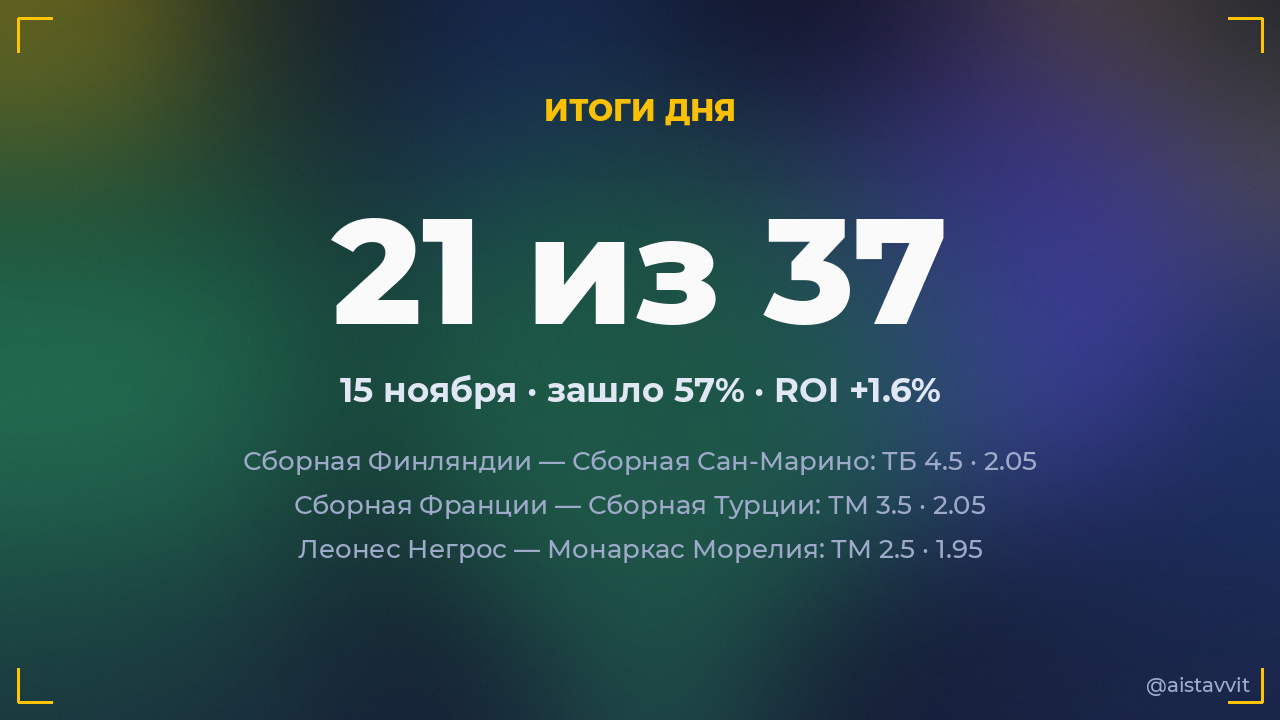 ИТОГИ ДНЯ
21 из 37
15 ноября · зашло 57% · ROI +1.6%
Сборная Финляндии — Сборная Сан-Марино: ТБ 4.5 · 2.05
Сборная Франции — Сборная Турции: ТМ 3.5 · 2.05
Леонес Негрос — Монаркас Морелия: ТМ 2.5 · 1.95
@aistavvit